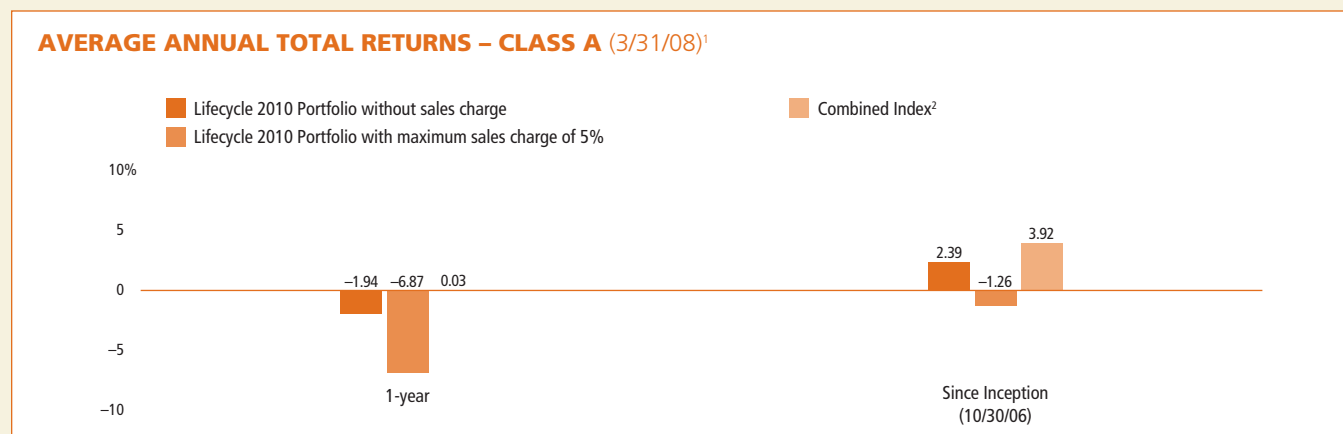 AVERAGE ANNUAL TOTAL RETURNS – CLASS A (3/31/08)¹
Lifecycle 2010 Portfolio without sales charge
Combined Index²
Lifecycle 2010 Portfolio with maximum sales charge of 5%
10%
5
3.92
2.39
–1.94 –6.87 0.03
–1.26
0
–5
1-year
Since Inception
(10/30/06)
–10